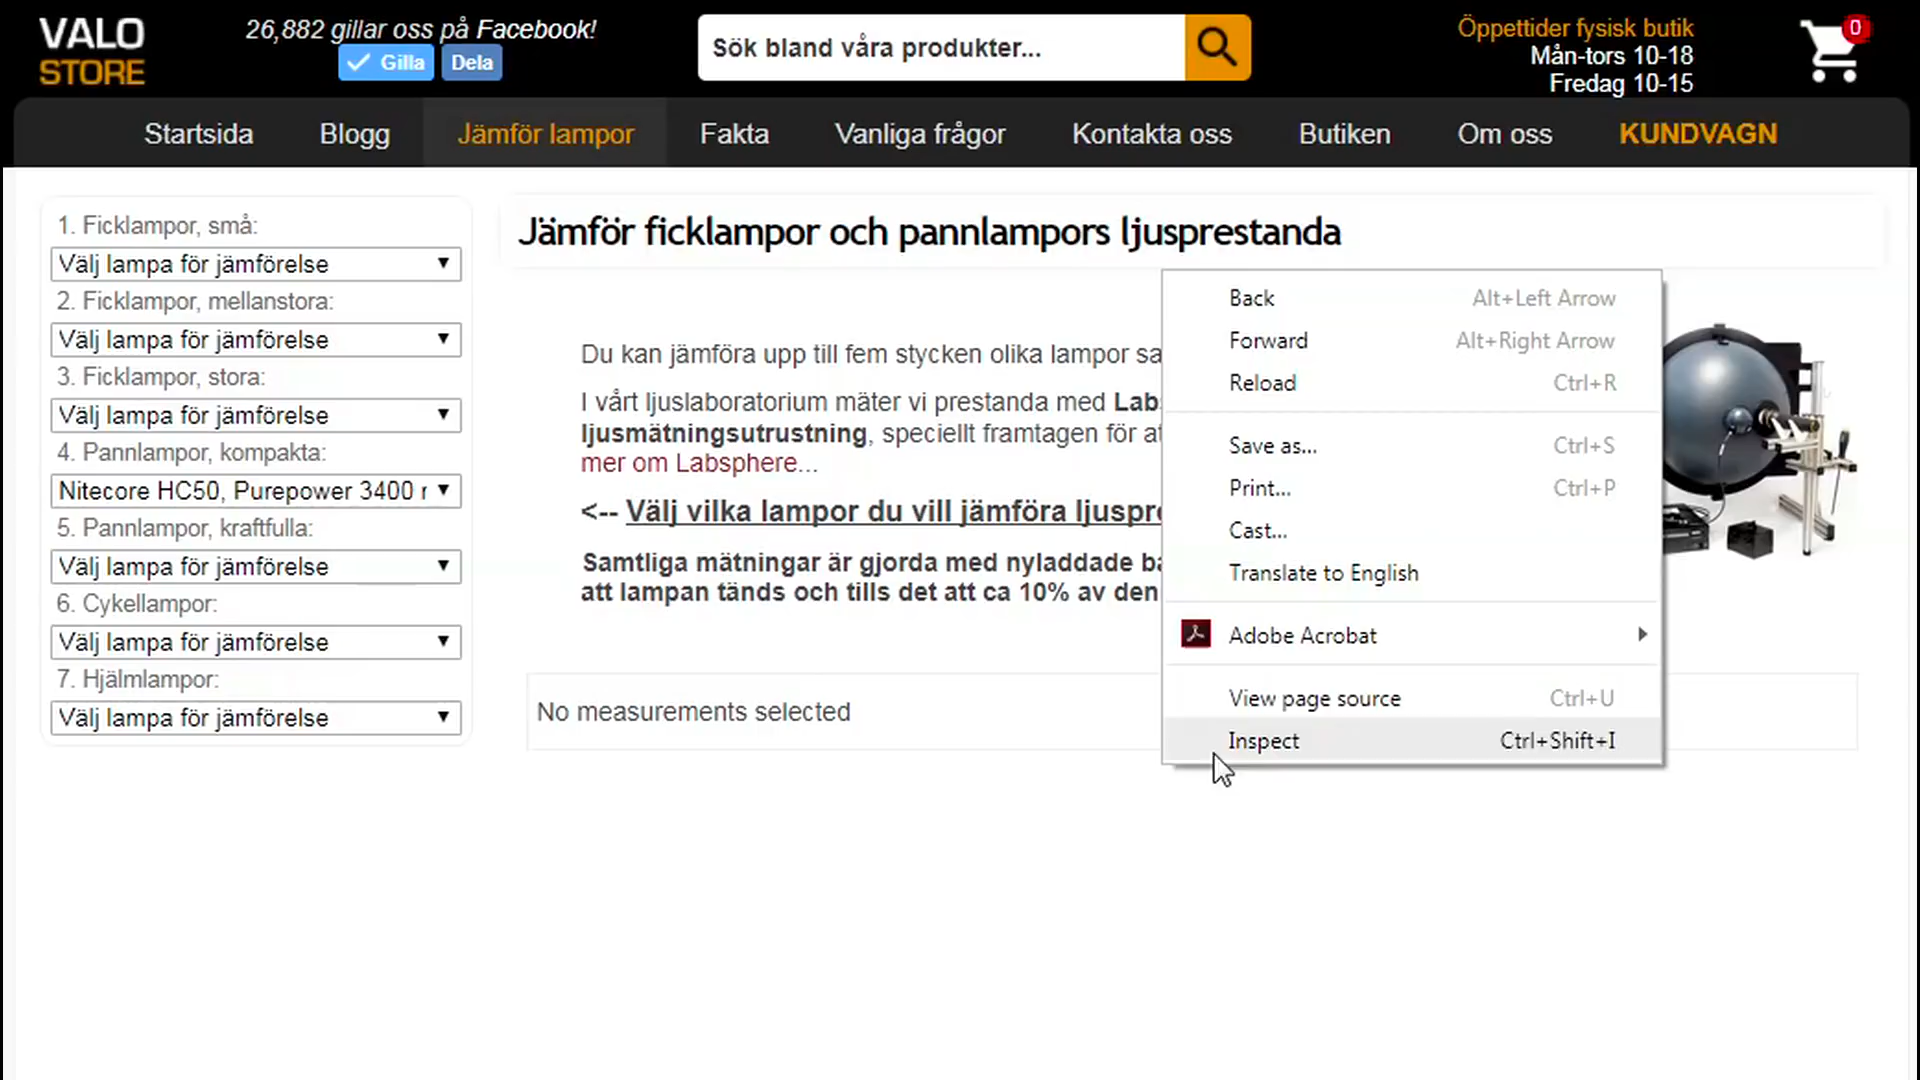 VALO
STORE
26,882 gillar oss på Facebook!
Gilla
Dela
Sök bland våra produkter...
Öppettider fysisk butik
Mån-tors 10-18
Fredag 10-15
0
Startsida
Blogg
Jämför lampor
Fakta
Vanliga frågor
Kontakta oss
Butiken
Om oss
KUNDVAGN
1. Ficklampor, små:
Välj lampa för jämförelse
2. Ficklampor, mellanstora:
Välj lampa för jämförelse
3. Ficklampor, stora:
Välj lampa för jämförelse
4. Pannlampor, kompakta:
Nitecore HC50, Purepower 3400 r
5. Pannlampor, kraftfulla:
Välj lampa för jämförelse
6. Cykellampor:
Välj lampa för jämförelse
7. Hjälmlampor:
Välj lampa för jämförelse
Jämför ficklampor och pannlampors ljusprestanda
Du kan jämföra upp till fem stycken olika lampor sa
I vårt ljuslaboratorium mäter vi prestanda med Lab
ljusmätningsutrustning, speciellt framtagen för at
mer om Labsphere...
<-- Välj vilka lampor du vill jämföra ljuspre
Samtliga mätningar är gjorda med nyladdade ba
att lampan tänds och tills det att ca 10% av den
No measurements selected
Back Alt+Left Arrow
Forward Alt+Right Arrow
Reload Ctrl+R
Save as... Ctrl+S
Print... Ctrl+P
Cast...
Translate to English
Adobe Acrobat
View page source Ctrl+U
Inspect Ctrl+Shift+I